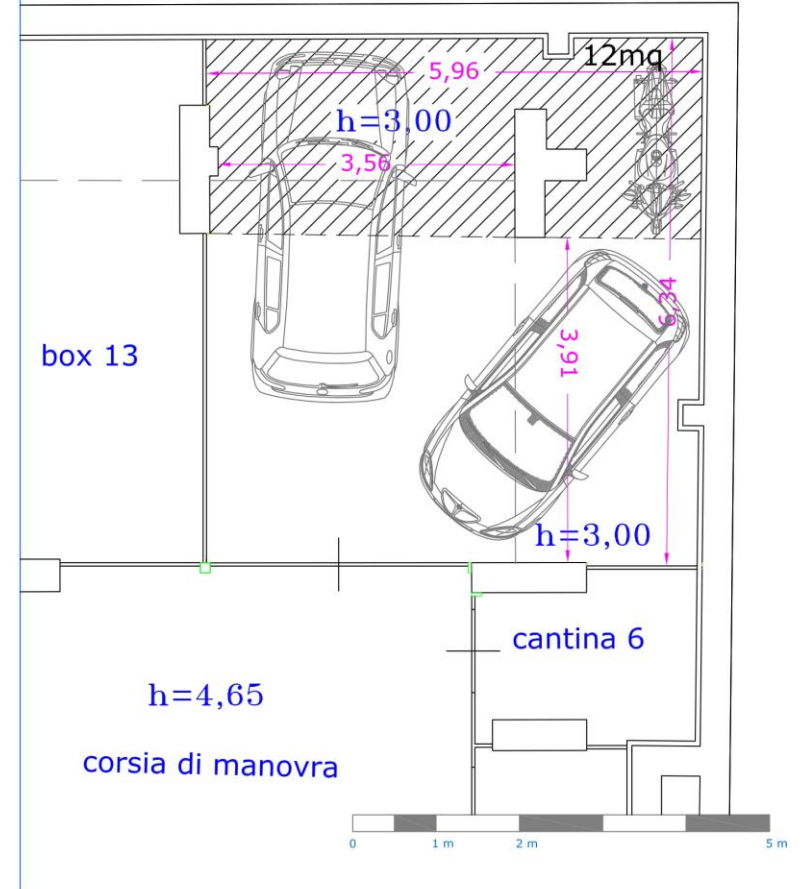 12mq
5,96
h=3,00
3,56
6,34
3,91
box 13
h=3,00
cantina 6
h=4,65
corsia di manovra
0 1 m 2 m 5 m